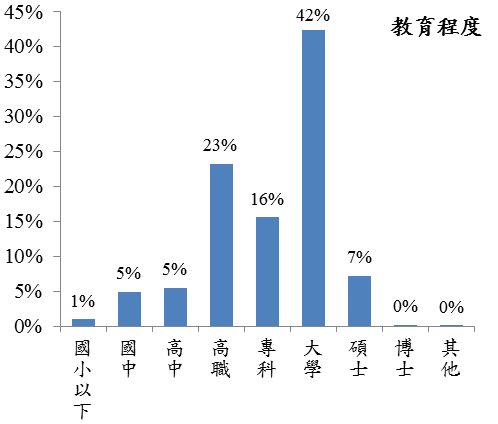 教育程度
45%
40%
35%
30%
25%
20%
15%
10%
5%
0%
1%
5%
5%
23%
16%
42%
7%
0%
0%
國小以下
國中
高中
高職
專科
大學
碩士
博士
其他